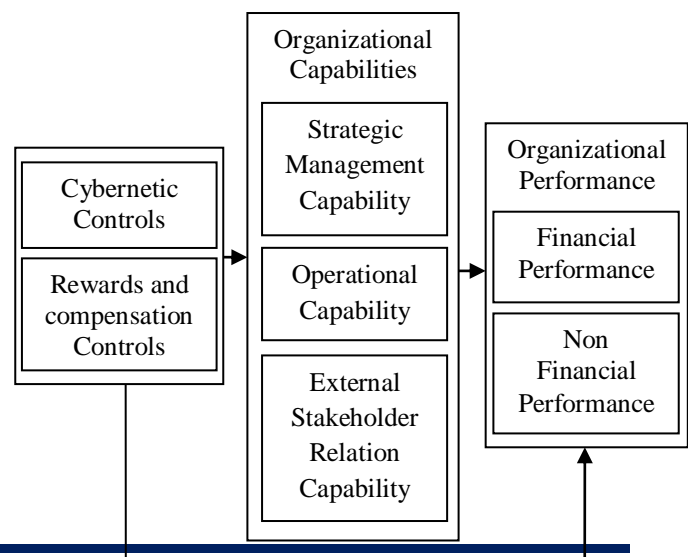 Cybernetic
Controls
Rewards and
compensation
Controls
Organizational
Capabilities
Strategic
Management
Capability
Operational
Capability
External
Stakeholder
Relation
Capability
Organizational
Performance
Financial
Performance
Non
Financial
Performance